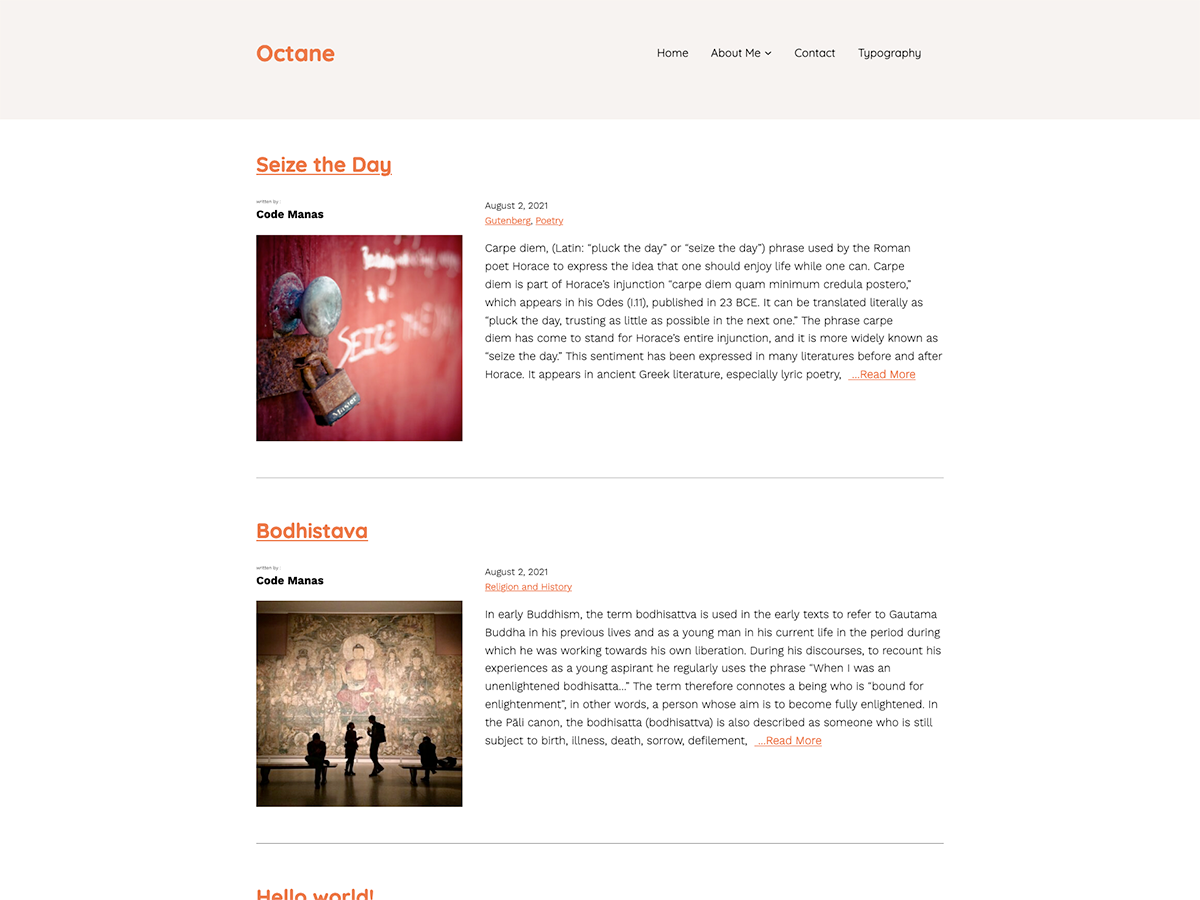 Octane
Home About Me Contact Typography
Seize the Day
written by :
Code Manas
August 2, 2021
Gutenberg, Poetry
SEIZE THE
Master
Carpe diem, (Latin: “pluck the day” or “seize the day”) phrase used by the Roman
poet Horace to express the idea that one should enjoy life while one can. Carpe
diem is part of Horace’s injunction “carpe diem quam minimum credula postero,”
which appears in his Odes (I.11), published in 23 BCE. It can be translated literally as
“pluck the day, trusting as little as possible in the next one.” The phrase carpe
diem has come to stand for Horace’s entire injunction, and it is more widely known as
“seize the day.” This sentiment has been expressed in many literatures before and after
Horace. It appears in ancient Greek literature, especially lyric poetry, ...Read More
Bodhistava
written by :
Code Manas
August 2, 2021
Religion and History
In early Buddhism, the term bodhisattva is used in the early texts to refer to Gautama
Buddha in his previous lives and as a young man in his current life in the period during
which he was working towards his own liberation. During his discourses, to recount his
experiences as a young aspirant he regularly uses the phrase “When I was an
unenlightened bodhisatta…” The term therefore connotes a being who is “bound for
enlightenment”, in other words, a person whose aim is to become fully enlightened. In
the Pāli canon, the bodhisatta (bodhisattva) is also described as someone who is still
subject to birth, illness, death, sorrow, defilement, ...Read More
Hello world!